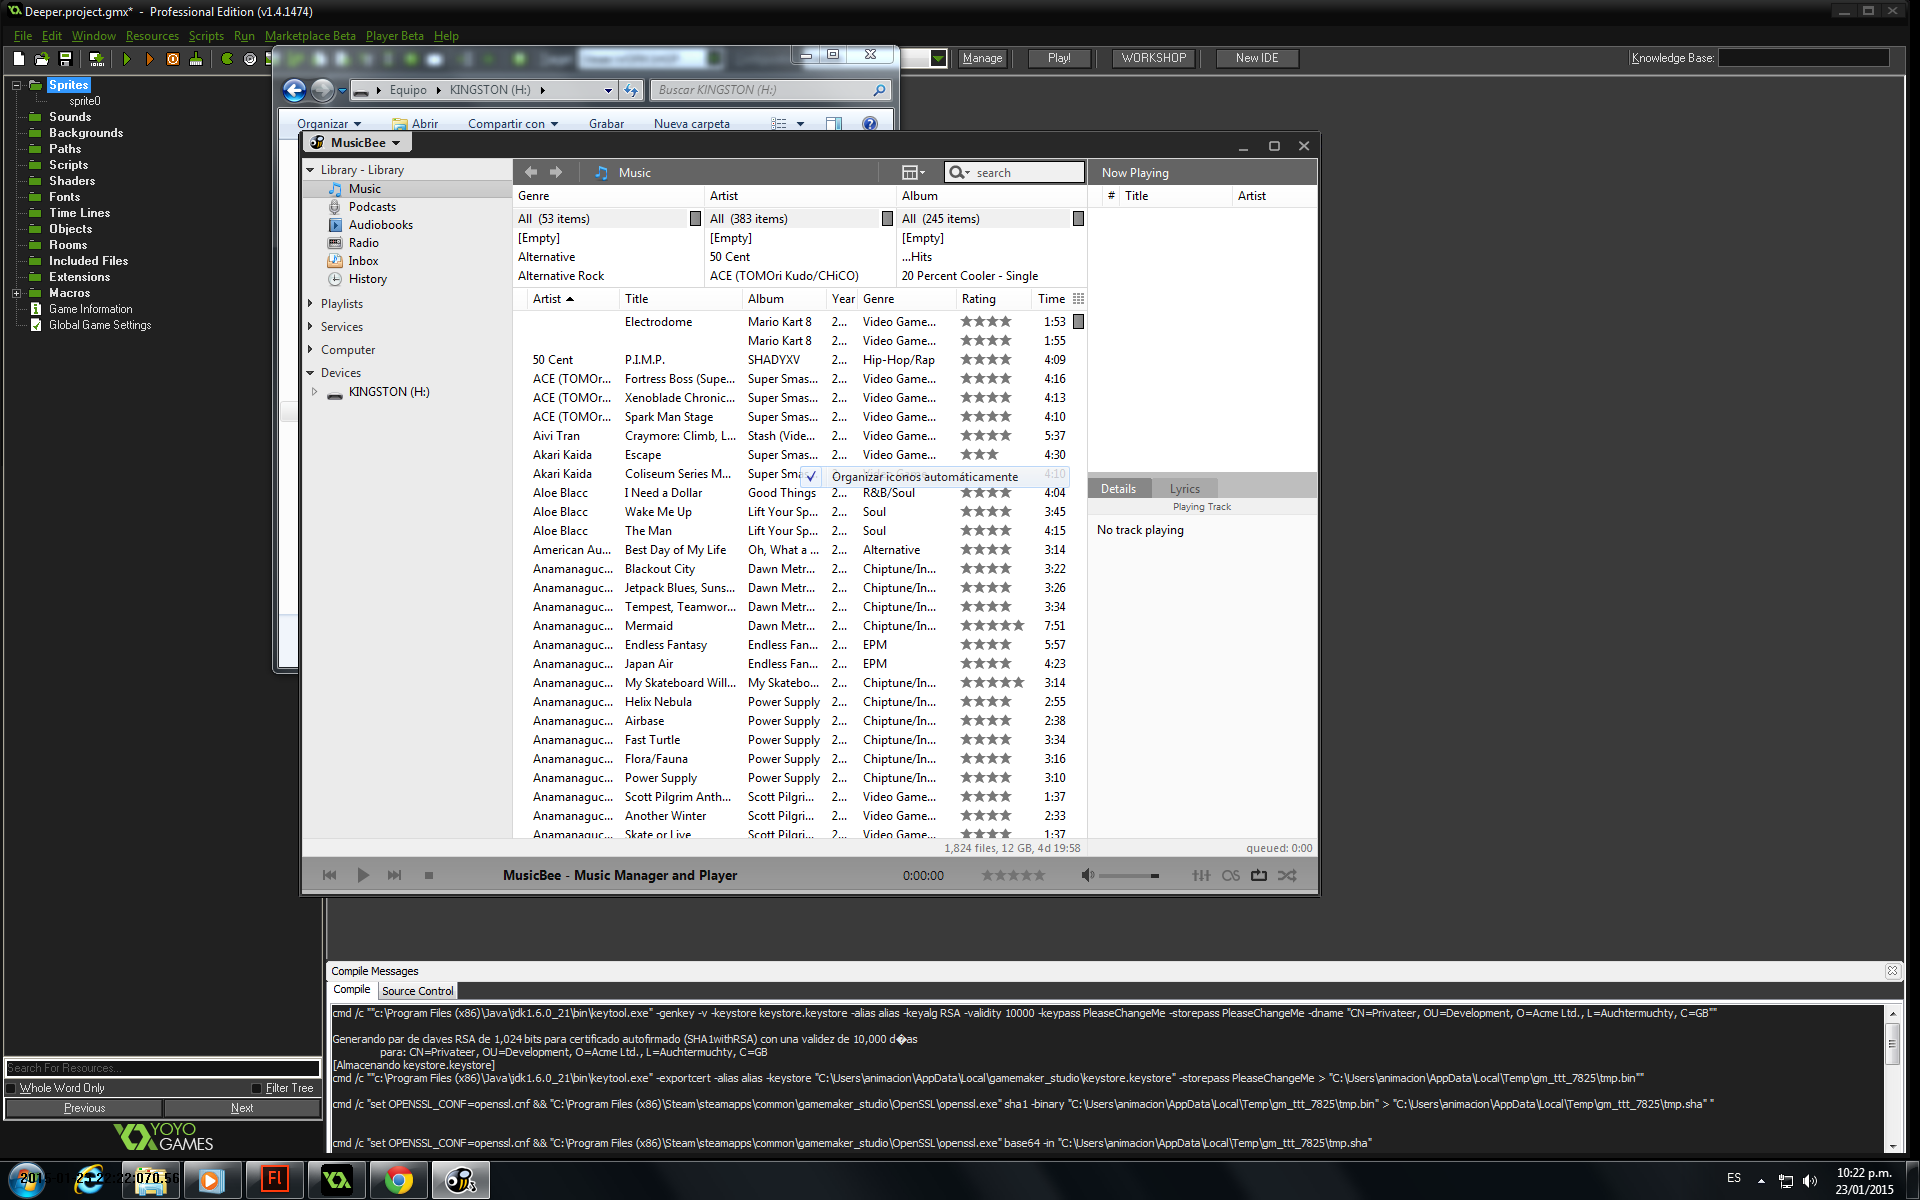 Deeper.project.gmx* - Professional Edition (v1.4.1474)
File Edit Window Resources Scripts Run Marketplace Beta Player Beta Help
Manage Play! WORKSHOP New IDE Knowledge Base:
Sprites
sprite0
Sounds
Backgrounds
Paths
Scripts
Shaders
Fonts
Time Lines
Objects
Rooms
Included Files
Extensions
Macros
Game Information
Global Game Settings
Equipo KINGSTON (H:) Buscar KINGSTON (H:)
Organizar Abrir Compartir con Grabar Nueva carpeta
MusicBee
Library - Library
Music
Podcasts
Audiobooks
Radio
Inbox
History
Playlists
Services
Computer
Devices
KINGSTON (H:)
Music search
Genre Artist Album
All (53 items) All (383 items) All (245 items)
[Empty] [Empty] [Empty]
Alternative 50 Cent ...Hits
Alternative Rock ACE (TOMOri Kudo/CHiCO) 20 Percent Cooler - Single
Artist Title Album Year Genre Rating Time
Electrodome Mario Kart 8 2... Video Game... 1:53
Mario Kart 8 2... Video Game... 1:55
50 Cent P.I.M.P. SHADYXV 2... Hip-Hop/Rap 4:09
ACE (TOMOr... Fortress Boss (Supe... Super Smas... 2... Video Game... 4:16
ACE (TOMOr... Xenoblade Chronic... Super Smas... 2... Video Game... 4:13
ACE (TOMOr... Spark Man Stage Super Smas... 2... Video Game... 4:10
Aivi Tran Craymore: Climb, L... Stash (Vide... 2... Video Game... 5:37
Akari Kaida Escape Super Smas... 2... Video Game... 4:30
Akari Kaida Coliseum Series M... Super Smas 4:10
Organizar iconos automáticamente
Aloe Blacc I Need a Dollar Good Things 2... R&B/Soul 4:04
Aloe Blacc Wake Me Up Lift Your Sp... 2... Soul 3:45
Aloe Blacc The Man Lift Your Sp... 2... Soul 4:15
American Au... Best Day of My Life Oh, What a ... 2... Alternative 3:14
Anamanaguc... Blackout City Dawn Metr... 2... Chiptune/In... 3:22
Anamanaguc... Jetpack Blues, Suns... Dawn Metr... 2... Chiptune/In... 3:26
Anamanaguc... Tempest, Teamwor... Dawn Metr... 2... Chiptune/In... 3:34
Anamanaguc... Mermaid Dawn Metr... 2... Chiptune/In... 7:51
Anamanaguc... Endless Fantasy Endless Fan... 2... EPM 5:57
Anamanaguc... Japan Air Endless Fan... 2... EPM 4:23
Anamanaguc... My Skateboard Will... My Skatebo... 2... Chiptune/In... 3:14
Anamanaguc... Helix Nebula Power Supply 2... Chiptune/In... 2:55
Anamanaguc... Airbase Power Supply 2... Chiptune/In... 2:38
Anamanaguc... Fast Turtle Power Supply 2... Chiptune/In... 3:34
Anamanaguc... Flora/Fauna Power Supply 2... Chiptune/In... 3:16
Anamanaguc... Power Supply Power Supply 2... Chiptune/In... 3:10
Anamanaguc... Scott Pilgrim Anth... Scott Pilgri... 2... Video Game... 1:37
Anamanaguc... Another Winter Scott Pilgri... 2... Video Game... 2:33
Anamanaguc... Skate or Live Scott Pilgri... 2... Video Game... 1:37
1,824 files, 12 GB, 4d 19:58
Now Playing
# Title Artist
Details Lyrics
Playing Track
No track playing
queued: 0:00
MusicBee - Music Manager and Player 0:00:00
Compile Messages
Compile Source Control
cmd /c ""c:\Program Files (x86)\Java\jdk1.6.0_21\bin\keytool.exe" -genkey -v -keystore keystore.keystore -alias alias -keyalg RSA -validity 10000 -keypass PleaseChangeMe -storepass PleaseChangeMe -dname "CN=Privateer, OU=Development, O=Acme Ltd., L=Auchtermuchty, C=GB""
Generando par de claves RSA de 1,024 bits para certificado autofirmado (SHA1withRSA) con una validez de 10,000 d�as
para: CN=Privateer, OU=Development, O=Acme Ltd., L=Auchtermuchty, C=GB
[Almacenando keystore.keystore]
cmd /c ""c:\Program Files (x86)\Java\jdk1.6.0_21\bin\keytool.exe" -exportcert -alias alias -keystore "C:\Users\animacion\AppData\Local\gamemaker_studio\keystore.keystore" -storepass PleaseChangeMe > "C:\Users\animacion\AppData\Local\Temp\gm_ttt_7825\tmp.bin""
cmd /c "set OPENSSL_CONF=openssl.cnf && "C:\Program Files (x86)\Steam\steamapps\common\gamemaker_studio\OpenSSL\openssl.exe" sha1 -binary "C:\Users\animacion\AppData\Local\Temp\gm_ttt_7825\tmp.bin" > "C:\Users\animacion\AppData\Local\Temp\gm_ttt_7825\tmp.sha" "
cmd /c "set OPENSSL_CONF=openssl.cnf && "C:\Program Files (x86)\Steam\steamapps\common\gamemaker_studio\OpenSSL\openssl.exe" base64 -in "C:\Users\animacion\AppData\Local\Temp\gm_ttt_7825\tmp.sha"
Search For Resources...
Whole Word Only Filter Tree
Previous Next
YOYO
GAMES
Fl
ES
10:22 p.m.
23/01/2015